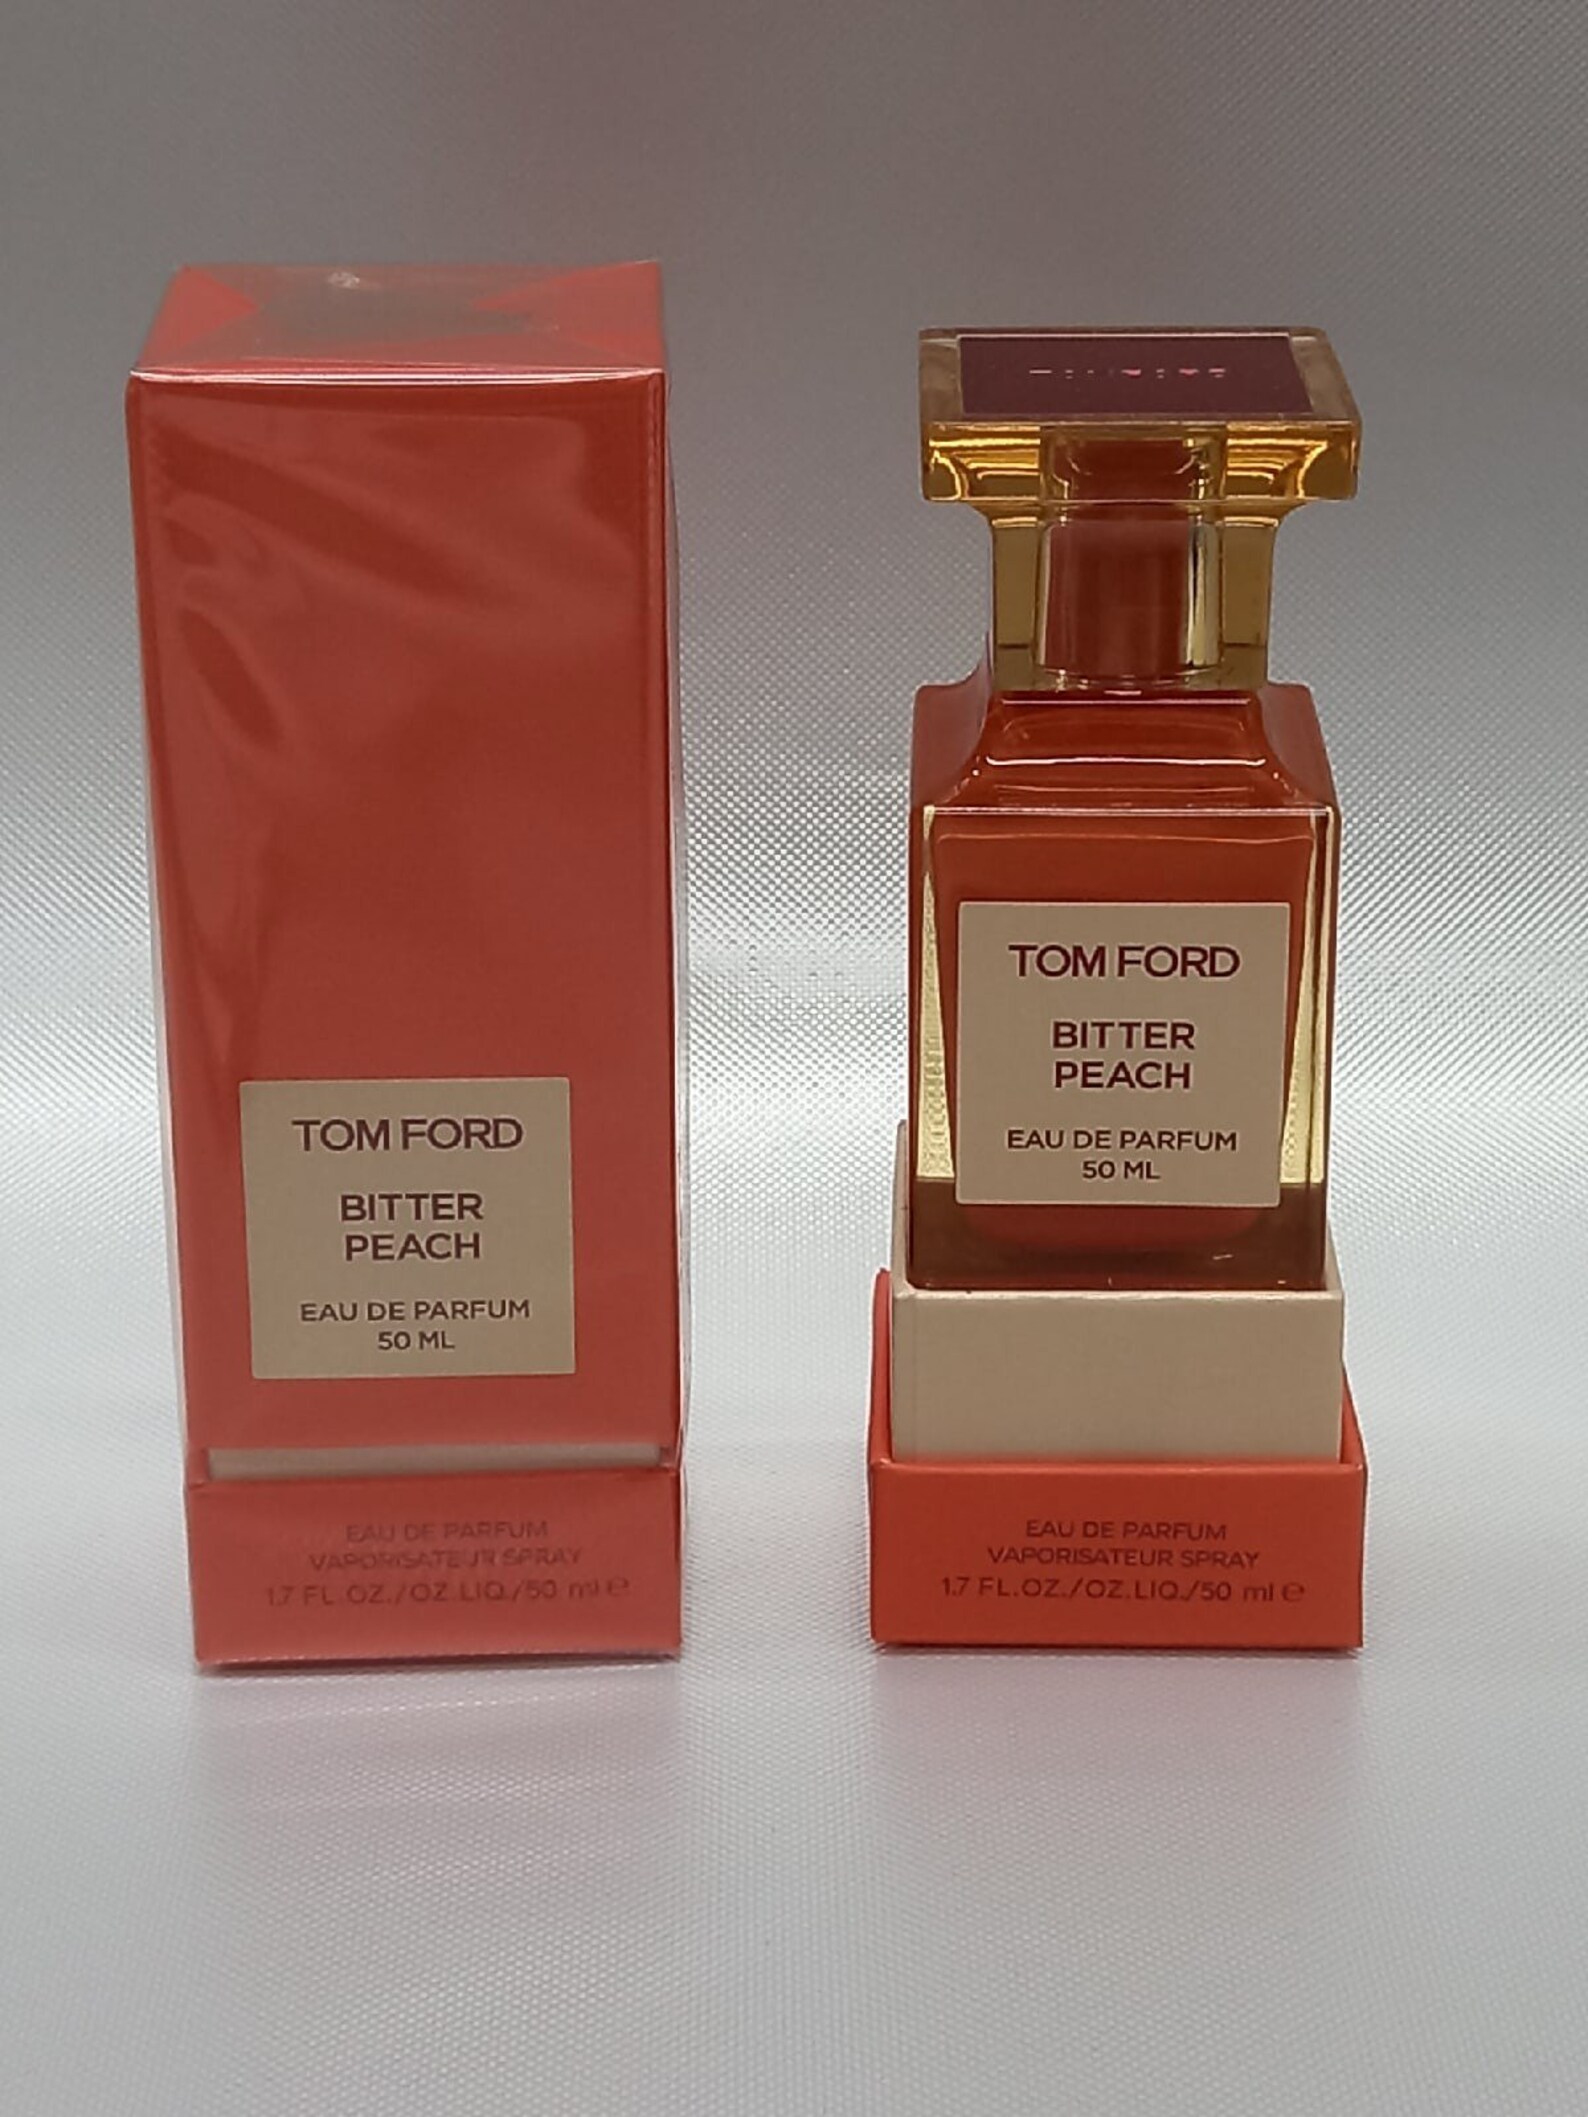 TOM FORD
BITTER
PEACH
EAU DE PARFUM
50 ML
EAU DE PARFUM
VAPORISATEUR SPRAY
1.7 FL.OZ./OZ.LIQ./50 ml e
TOM FORD
BITTER
PEACH
EAU DE PARFUM
50 ML
EAU DE PARFUM
VAPORISATEUR SPRAY
1.7 FL.OZ./OZ.LIQ./50 ml e